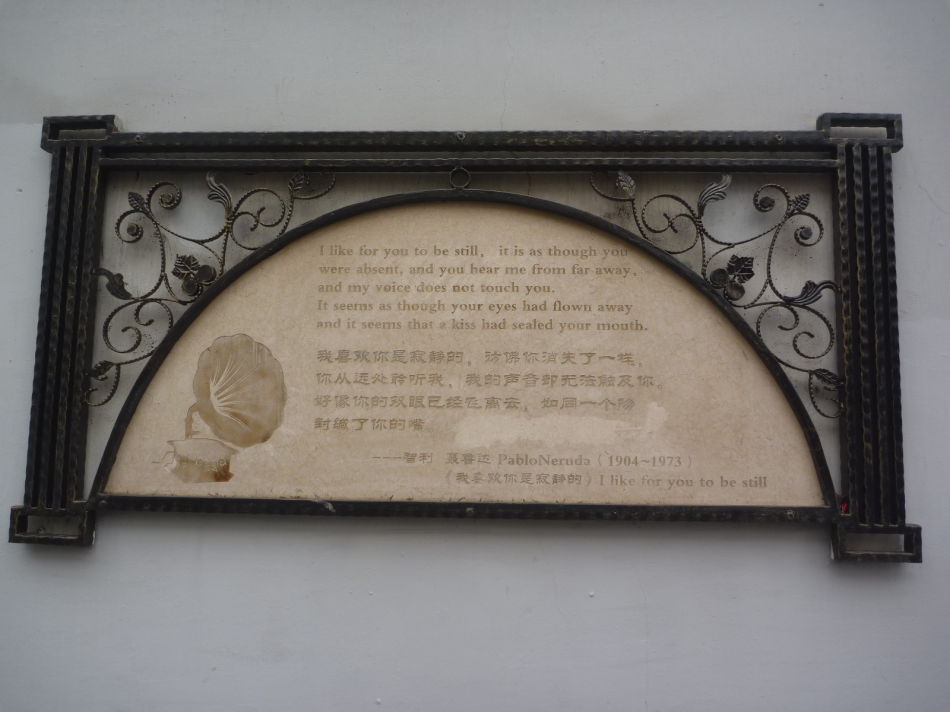 I like for you to be still, it is as though you
were absent, and you hear me from far away,
and my voice does not touch you.
It seems as though your eyes had flown away
and it seems that a kiss had sealed your mouth.
我喜欢你是寂静的，彷佛你消失了一样，
你从远处聆听我，我的声音却无法触及你。
好像你的双眼已经飞离去，如同一个吻
封缄了你的嘴
---智利 聂鲁达 PabloNeruda（1904~1973）
《我喜欢你是寂静的》I like for you to be still